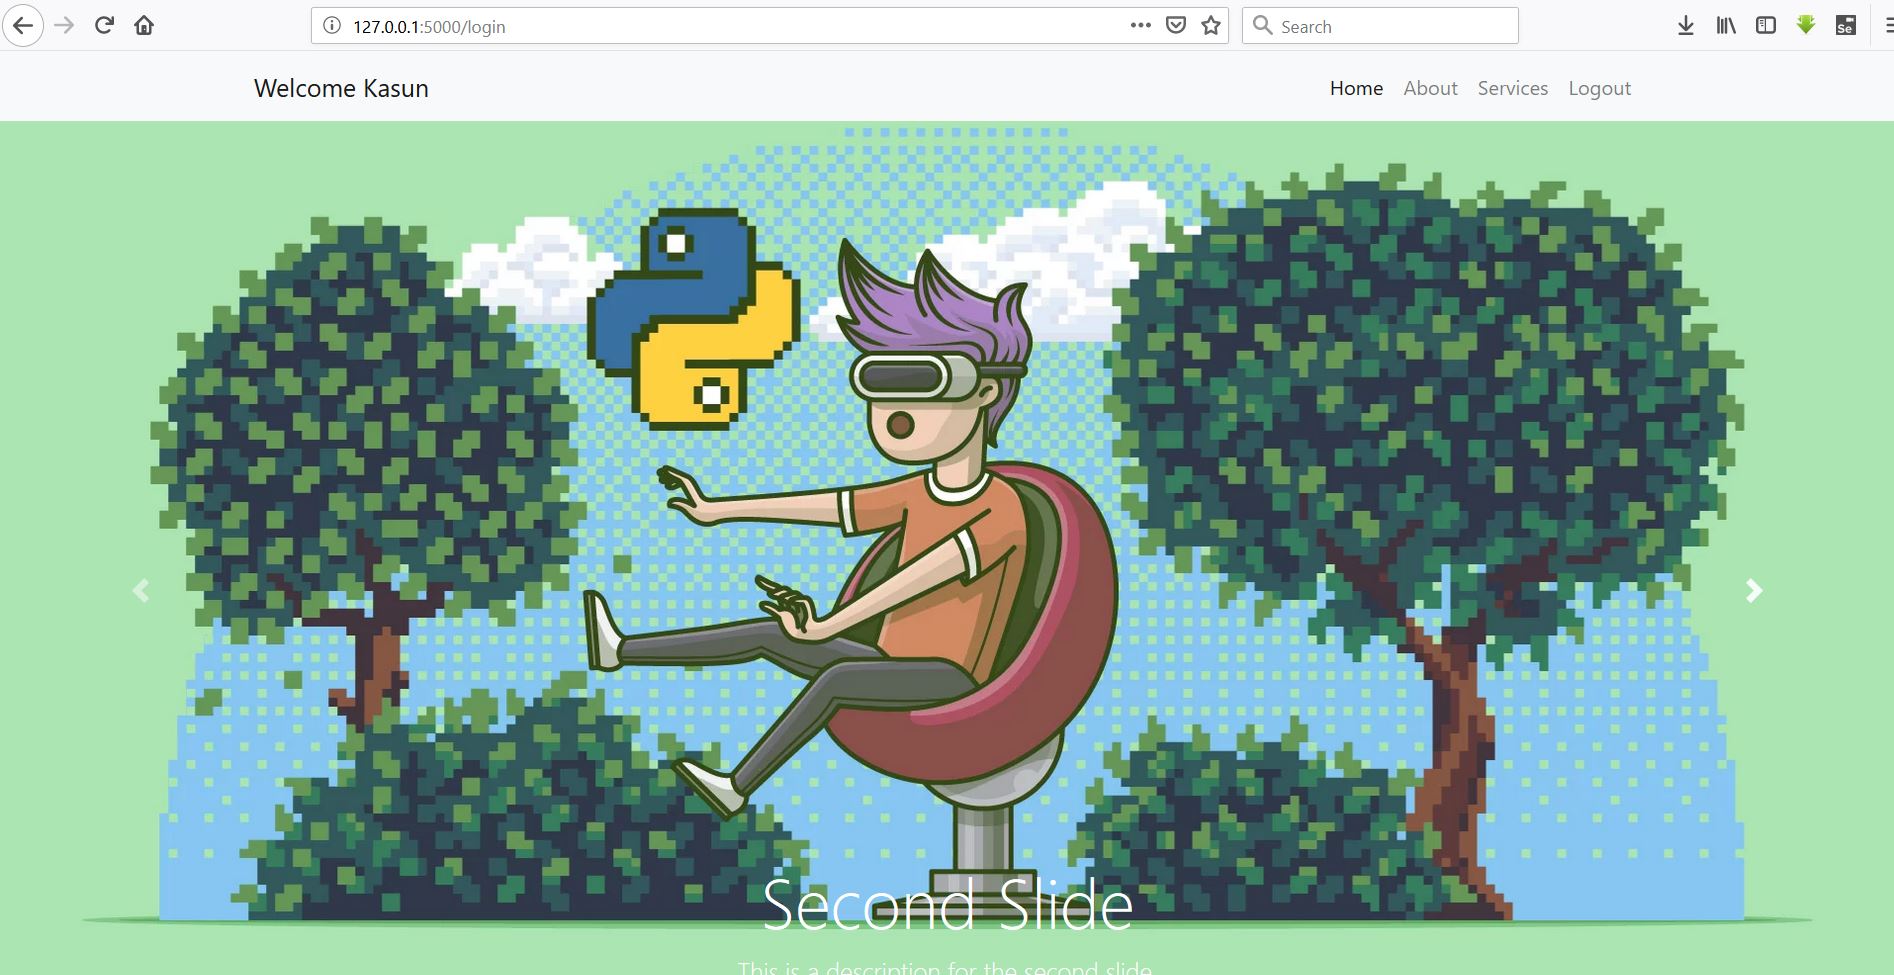 127.0.0.1:5000/login
Search
Se
Welcome Kasun
Home About Services Logout
Second Slide
This is a description for the second slide